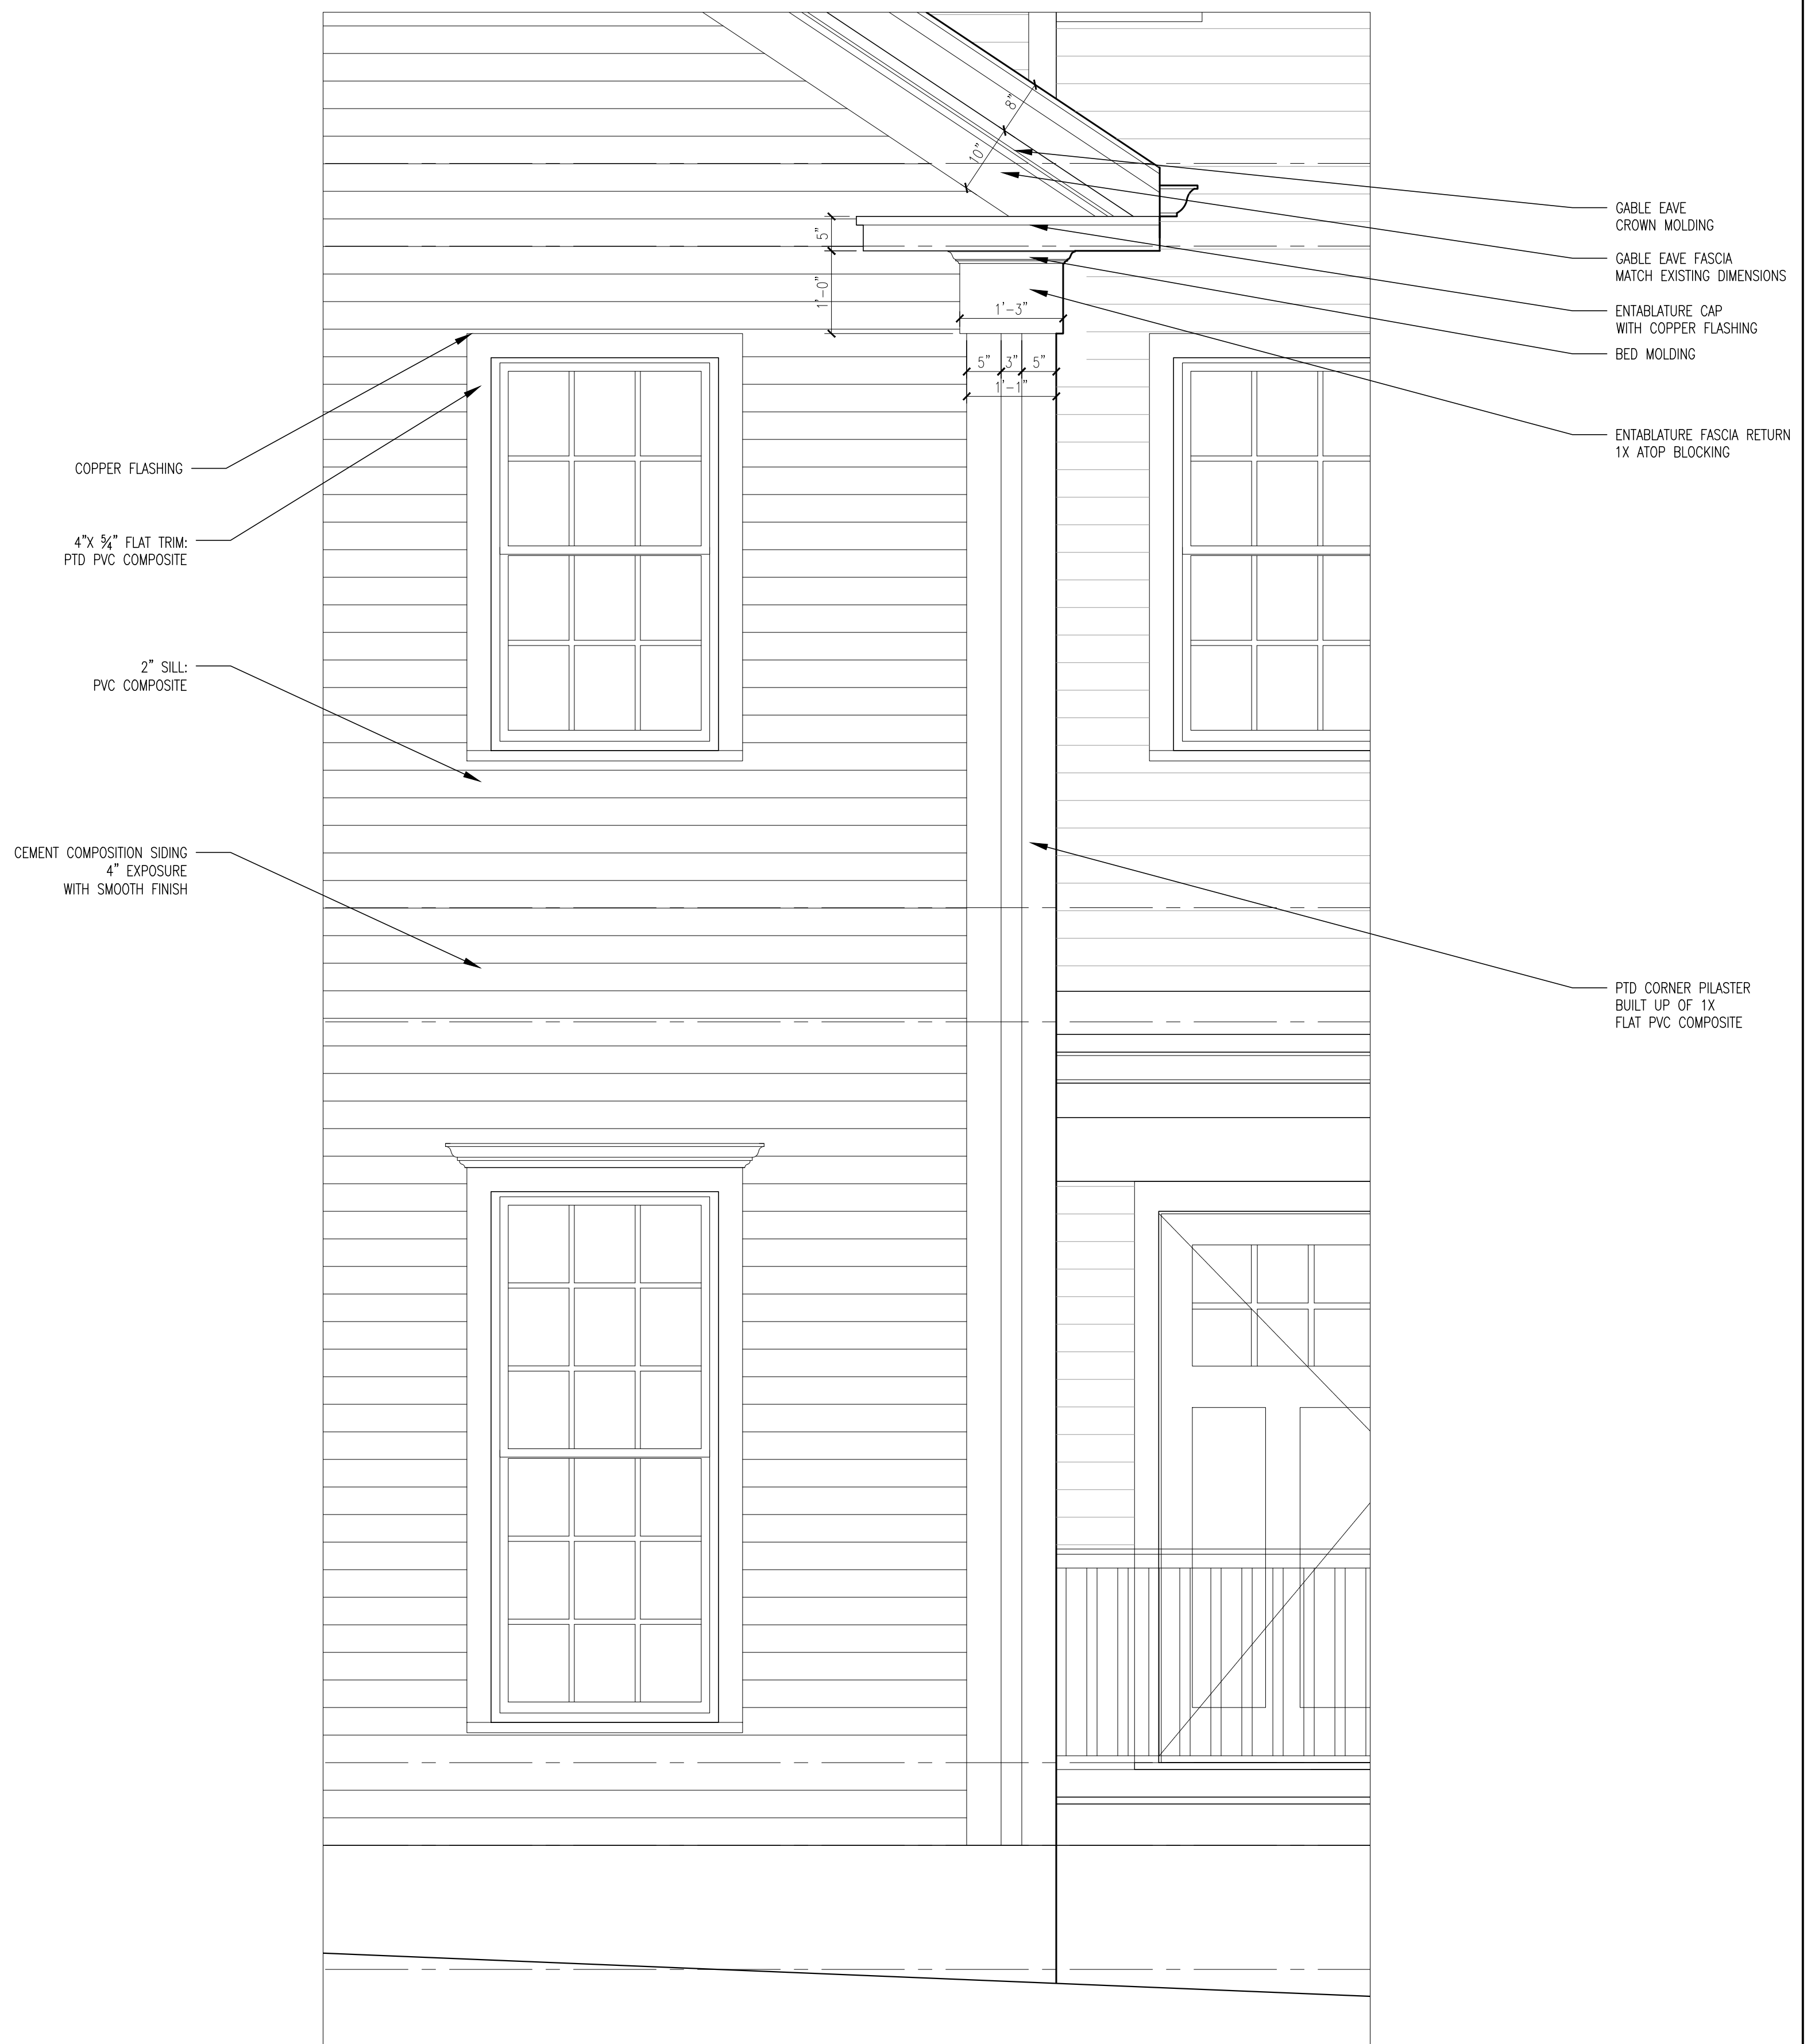 8"
10"
GABLE EAVE
CROWN MOLDING
5"
GABLE EAVE FASCIA
MATCH EXISTING DIMENSIONS
1'-0"
1'-3"
ENTABLATURE CAP
WITH COPPER FLASHING
BED MOLDING
5" 3" 5"
1'-1"
ENTABLATURE FASCIA RETURN
1X ATOP BLOCKING
COPPER FLASHING
4"X 5/4" FLAT TRIM:
PTD PVC COMPOSITE
2" SILL:
PVC COMPOSITE
CEMENT COMPOSITION SIDING
4" EXPOSURE
WITH SMOOTH FINISH
PTD CORNER PILASTER
BUILT UP OF 1X
FLAT PVC COMPOSITE